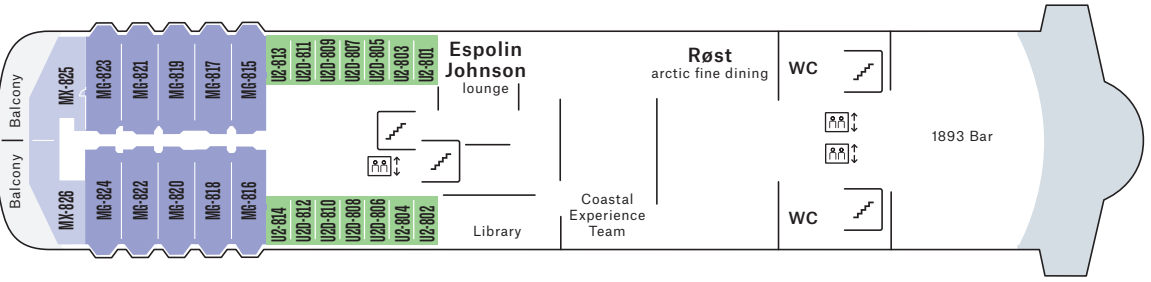 Balcony
Balcony
MX-825
MG-823
MG-821
MG-819
MG-817
MG-815
U2-813
U2D-811
U2D-809
U2D-807
U2D-805
U2-803
U2-801
MX-826
MG-824
MG-822
MG-820
MG-818
MG-816
U2-814
U2D-812
U2D-810
U2D-808
U2D-806
U2-804
U2-802
Espolin
Johnson
lounge
Library
Coastal
Experience
Team
Røst
arctic fine dining
WC
WC
1893 Bar